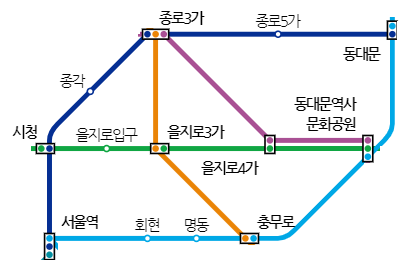 종로3가
종로5가
동대문
종각
동대문역사
문화공원
시청
을지로입구
을지로3가
을지로4가
서울역
회현
명동
충무로